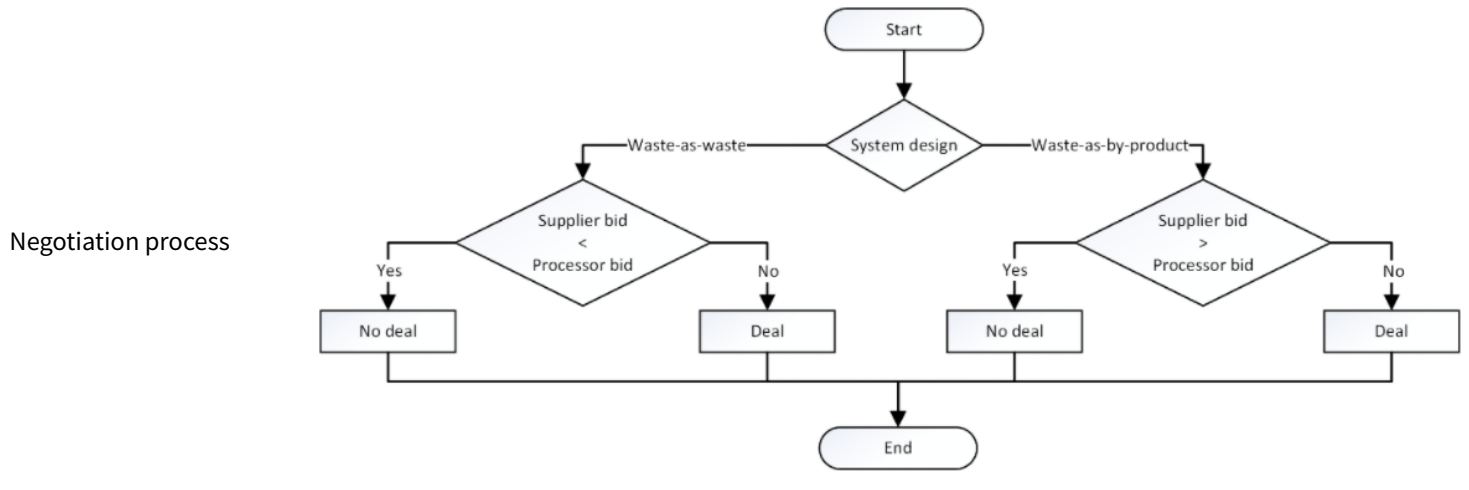 Start
System design
Waste-as-waste
Waste-as-by-product
Negotiation process
Supplier bid
<
Processor bid
Supplier bid
>
Processor bid
Yes
No
Yes
No
No deal
Deal
No deal
Deal
End